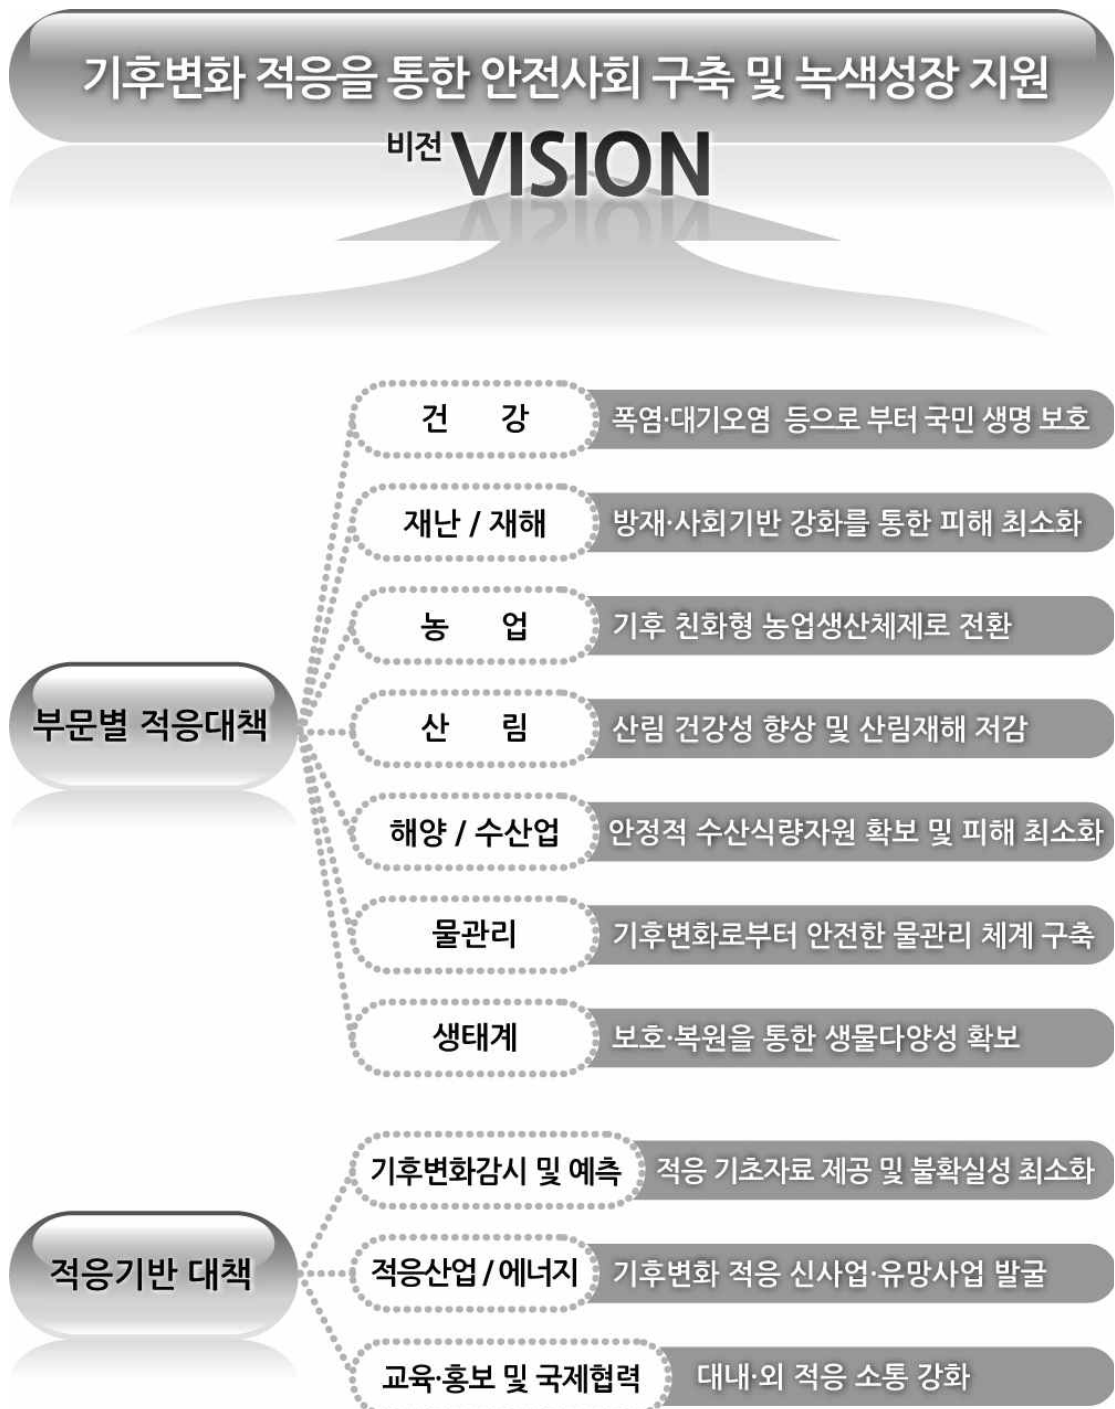 기후변화 적응을 통한 안전사회 구축 및 녹색성장 지원
비전 VISION
부문별 적응대책
건 강 폭염·대기오염 등으로 부터 국민 생명 보호
재난 / 재해 방재·사회기반 강화를 통한 피해 최소화
농 업 기후 친화형 농업생산체제로 전환
산 림 산림 건강성 향상 및 산림재해 저감
해양 / 수산업 안정적 수산식량자원 확보 및 피해 최소화
물관리 기후변화로부터 안전한 물관리 체계 구축
생태계 보호·복원을 통한 생물다양성 확보
적응기반 대책
기후변화감시 및 예측 적응 기초자료 제공 및 불확실성 최소화
적응산업 / 에너지 기후변화 적응 신사업·유망사업 발굴
교육·홍보 및 국제협력 대내·외 적응 소통 강화